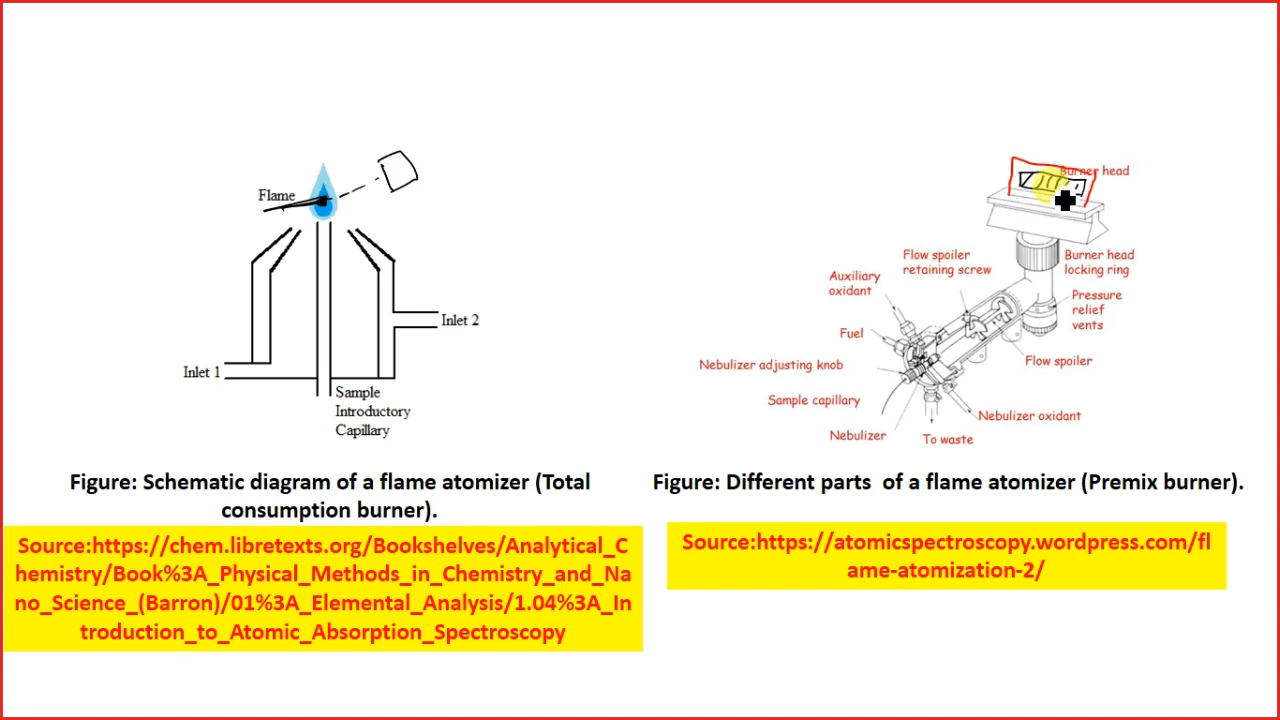 Flame
Inlet 2
Inlet 1
Sample
Introductory
Capillary
Figure: Schematic diagram of a flame atomizer (Total
consumption burner).
Source:https://chem.libretexts.org/Bookshelves/Analytical_C
hemistry/Book%3A_Physical_Methods_in_Chemistry_and_Na
no_Science_(Barron)/01%3A_Elemental_Analysis/1.04%3A_In
troduction_to_Atomic_Absorption_Spectroscopy
Burner head
Flow spoiler
retaining screw
Burner head
locking ring
Auxiliary
oxidant
Pressure
relief
vents
Fuel
Flow spoiler
Nebulizer adjusting knob
Sample capillary
Nebulizer oxidant
Nebulizer
To waste
Figure: Different parts of a flame atomizer (Premix burner).
Source:https://atomicspectroscopy.wordpress.com/fl
ame-atomization-2/